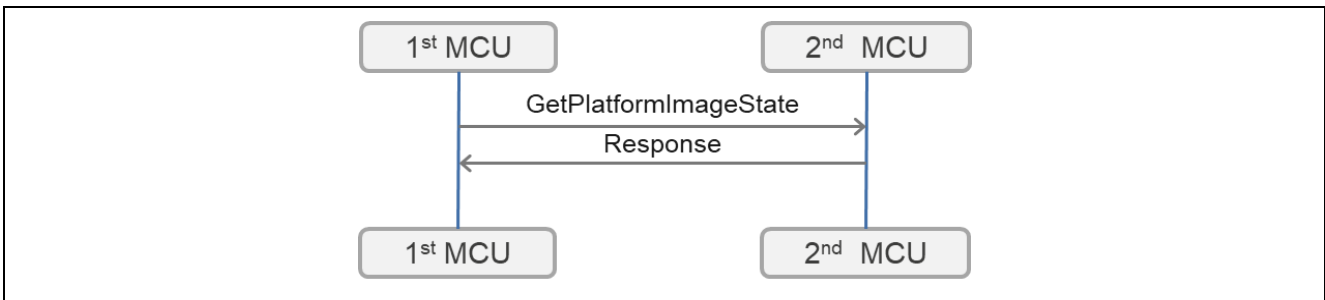 1st MCU 2nd MCU
GetPlatformImageState
Response
1st MCU 2nd MCU